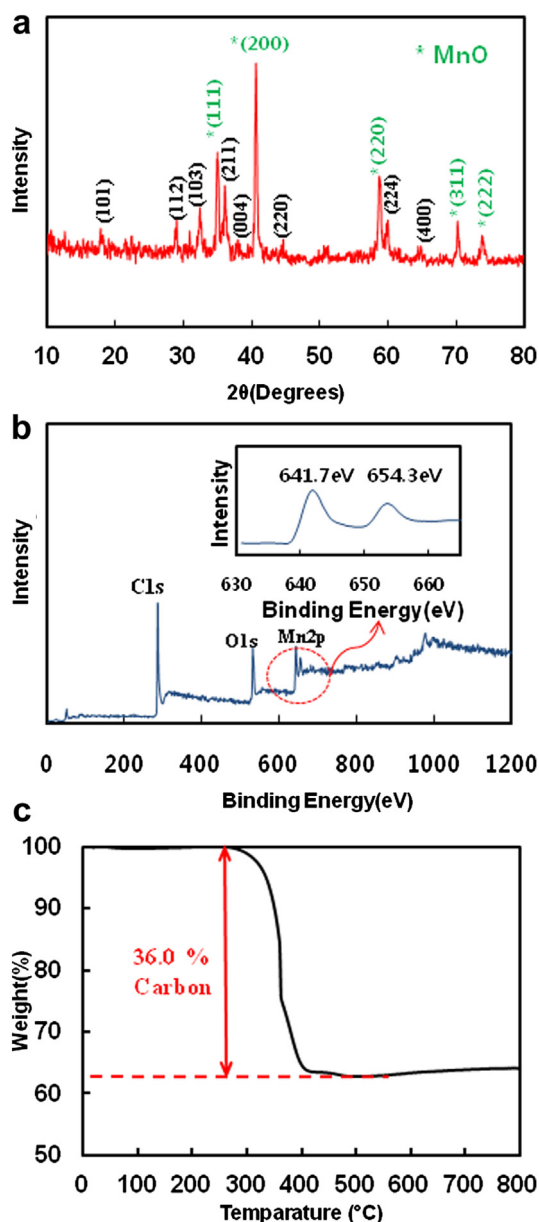 a
*(200)
* MnO
*(111)
(211)
(103)
(112)
(101)
(004)
(220)
*(220)
(224)
(400)
*(311)
*(222)
Intensity
10 20 30 40 50 60 70 80
2θ(Degrees)
b
641.7eV 654.3eV
Intensity
630 640 650 660
Binding Energy(eV)
C1s
O1s
Mn2p
Intensity
0 200 400 600 800 1000 1200
Binding Energy(eV)
c
100
90
80
70
60
50
36.0 %
Carbon
Weight(%)
0 100 200 300 400 500 600 700 800
Temparature (°C)